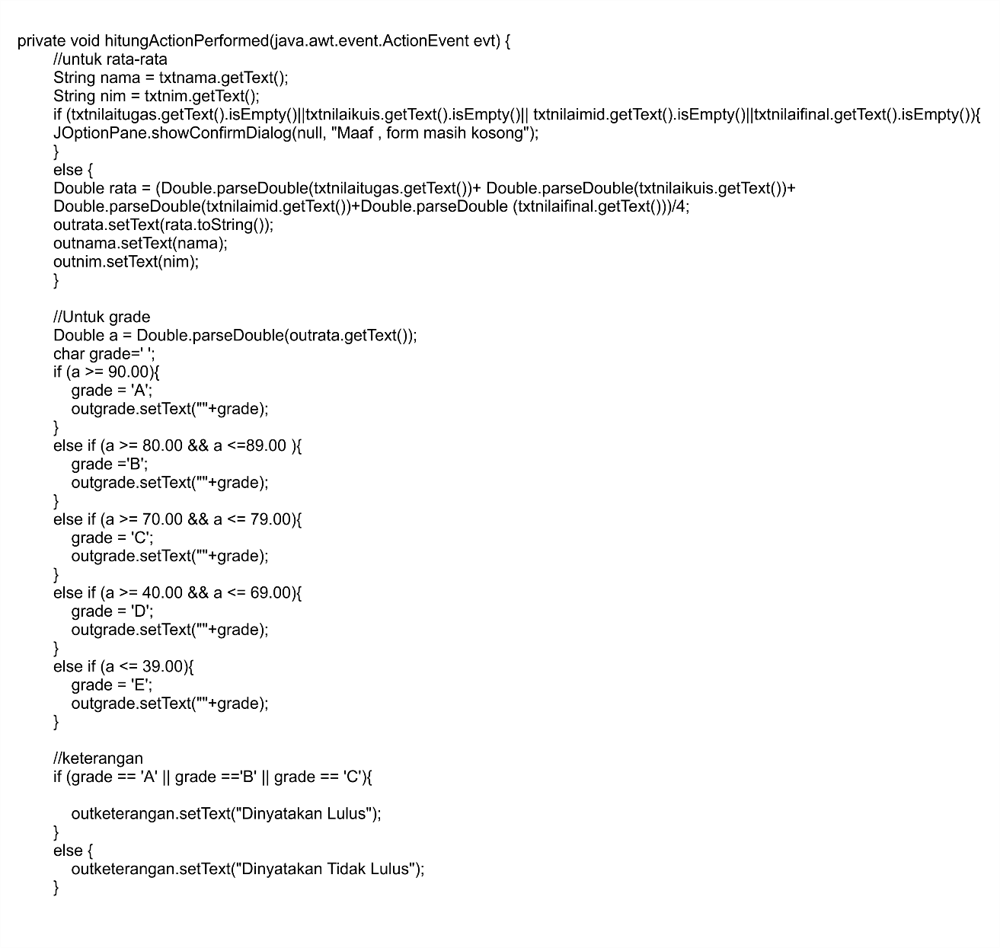 private void hitungActionPerformed(java.awt.event.ActionEvent evt) {
//untuk rata-rata
String nama = txtnama.getText();
String nim = txtnim.getText();
if (txtnilaitugas.getText().isEmpty()||txtnilaikuis.getText().isEmpty()|| txtnilaimid.getText().isEmpty()||txtnilaifinal.getText().isEmpty()){
JOptionPane.showConfirmDialog(null, "Maaf , form masih kosong");
}
else {
Double rata = (Double.parseDouble(txtnilaitugas.getText())+ Double.parseDouble(txtnilaikuis.getText())+
Double.parseDouble(txtnilaimid.getText())+Double.parseDouble (txtnilaifinal.getText()))/4;
outrata.setText(rata.toString());
outnama.setText(nama);
outnim.setText(nim);
}
//Untuk grade
Double a = Double.parseDouble(outrata.getText());
char grade=' ';
if (a >= 90.00){
grade = 'A';
outgrade.setText(""+grade);
}
else if (a >= 80.00 && a <=89.00 ){
grade ='B';
outgrade.setText(""+grade);
}
else if (a >= 70.00 && a <= 79.00){
grade = 'C';
outgrade.setText(""+grade);
}
else if (a >= 40.00 && a <= 69.00){
grade = 'D';
outgrade.setText(""+grade);
}
else if (a <= 39.00){
grade = 'E';
outgrade.setText(""+grade);
}
//keterangan
if (grade == 'A' || grade =='B' || grade == 'C'){
outketerangan.setText("Dinyatakan Lulus");
}
else {
outketerangan.setText("Dinyatakan Tidak Lulus");
}